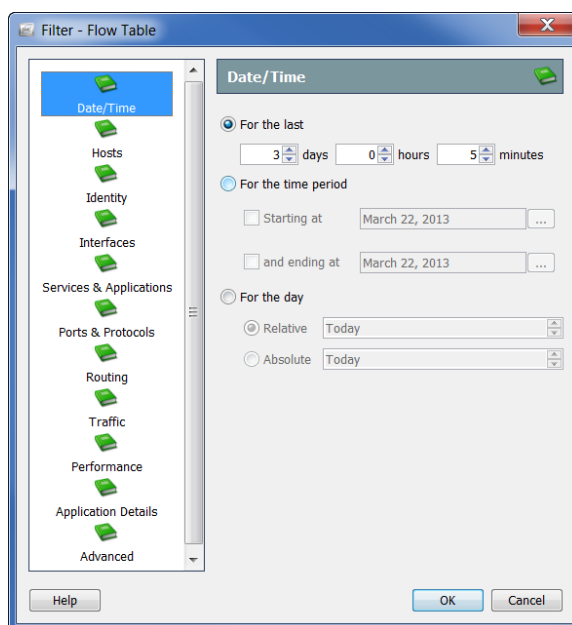 Filter - Flow Table
Date/Time
Hosts
Identity
Interfaces
Services & Applications
Ports & Protocols
Routing
Traffic
Performance
Application Details
Advanced
Date/Time
For the last
3 days 0 hours 5 minutes
For the time period
Starting at March 22, 2013 ...
and ending at March 22, 2013 ...
For the day
Relative Today
Absolute Today
Help OK Cancel